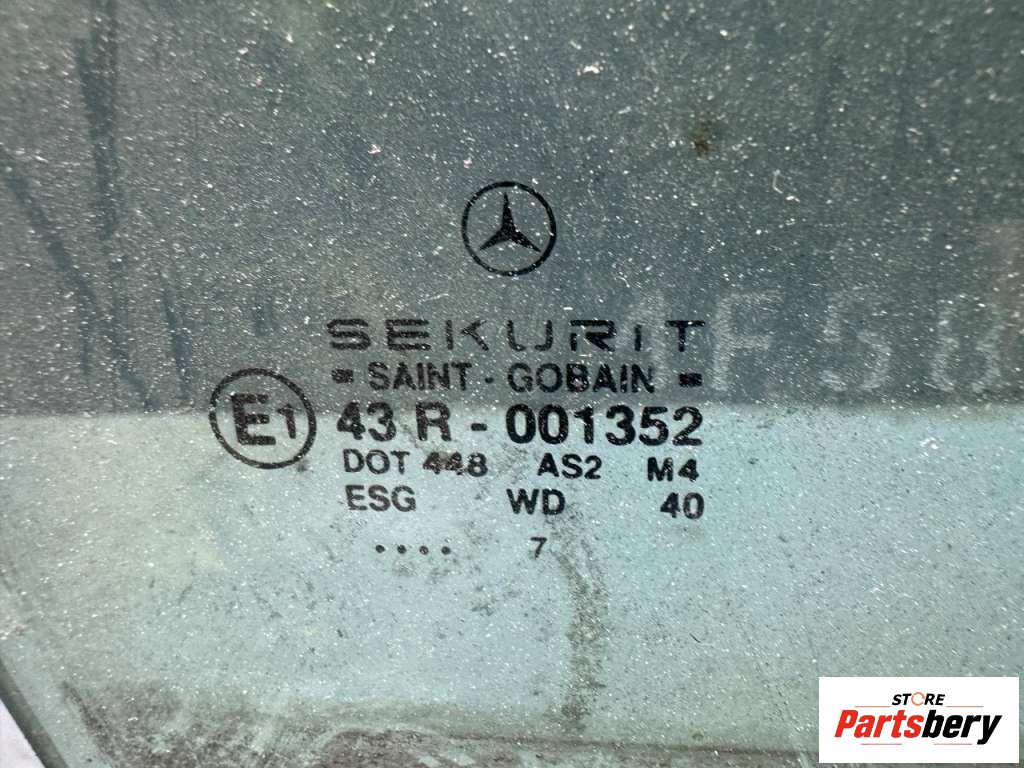 SEKURIT
- SAINT - GOBAIN -
E1 43 R - 001352
DOT 448 AS2 M4
ESG WD 40
.... 7
STORE
Partsbery